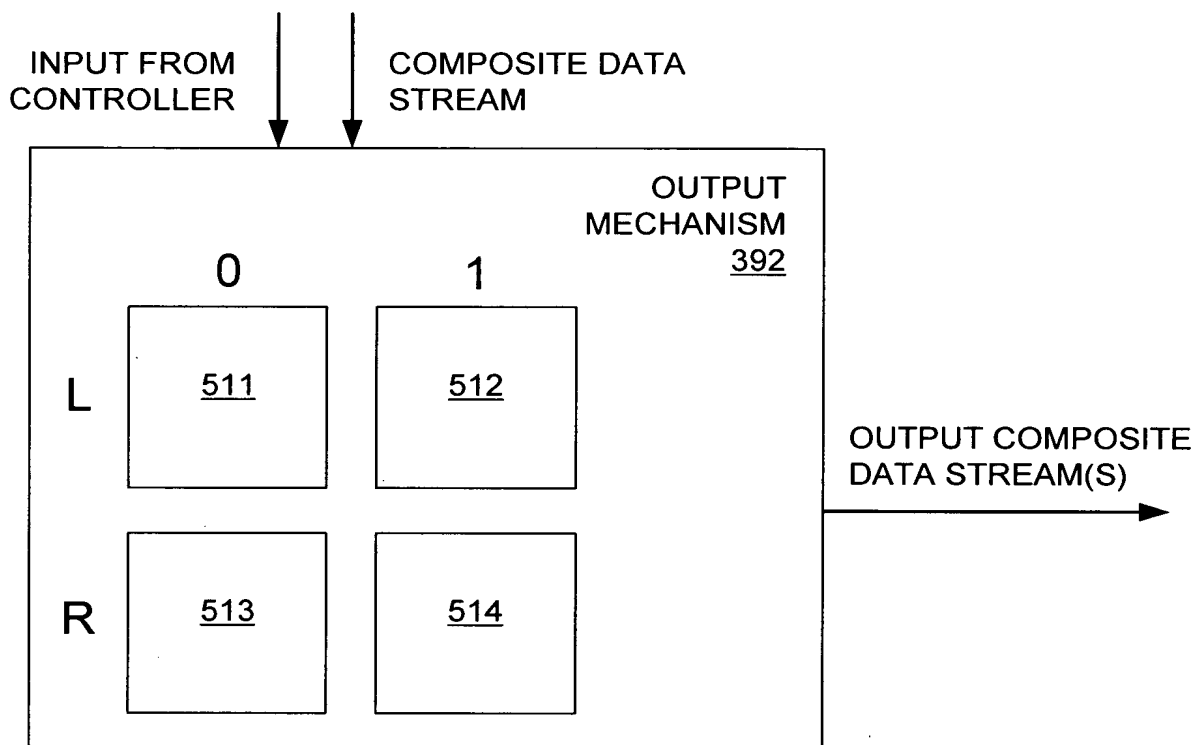 INPUT FROM
CONTROLLER
COMPOSITE DATA
STREAM
OUTPUT
MECHANISM
392
0 1
L 511 512
OUTPUT COMPOSITE
DATA STREAM(S)
R 513 514